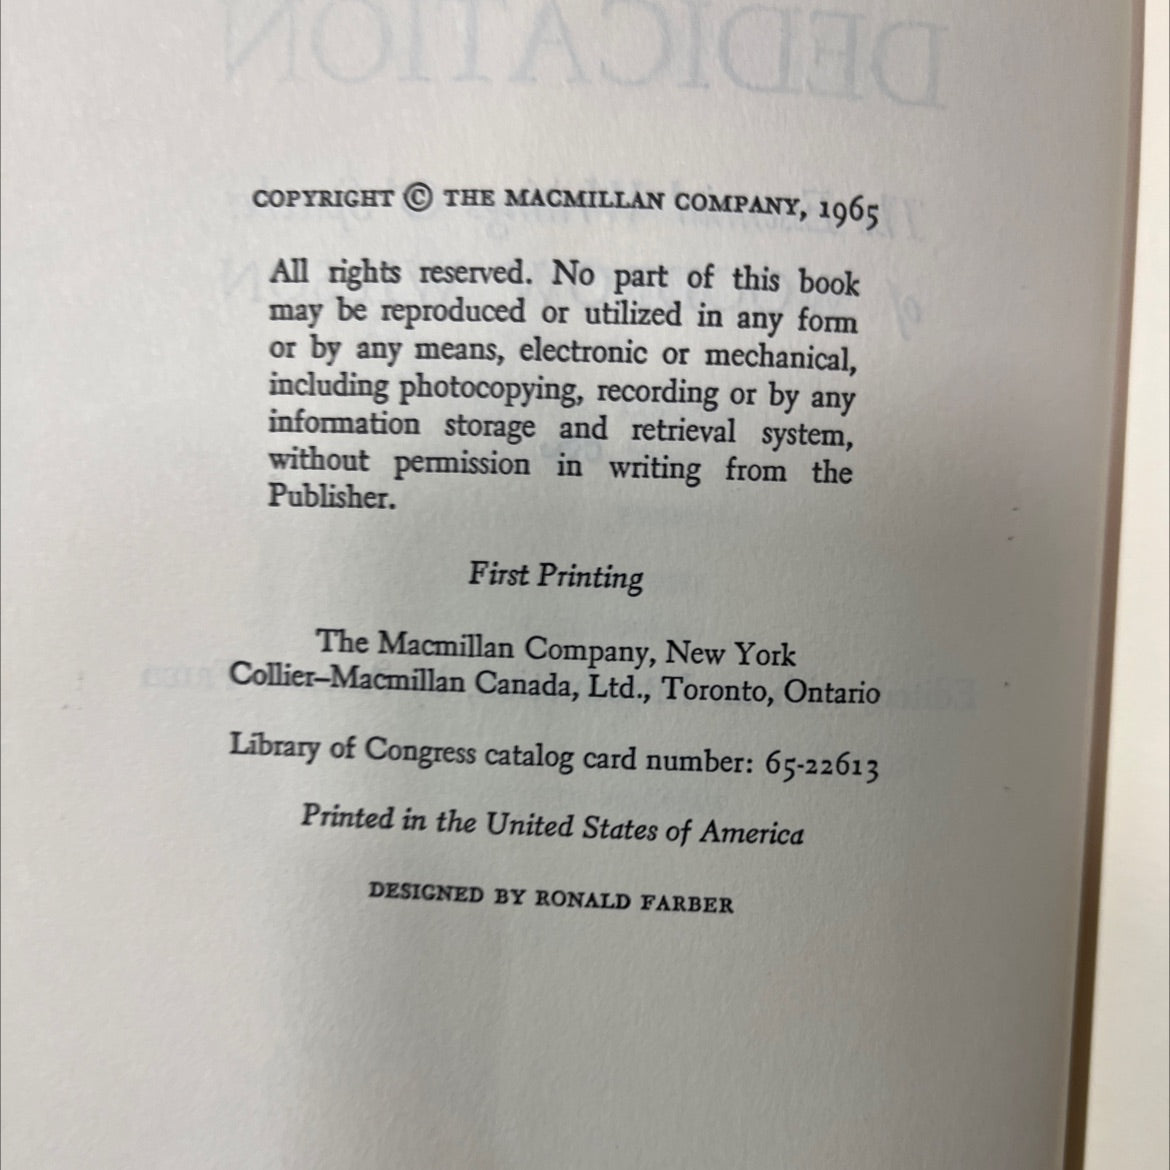 DEDICATION
COPYRIGHT © THE MACMILLAN COMPANY, 1965
All rights reserved. No part of this book
may be reproduced or utilized in any form
or by any means, electronic or mechanical,
including photocopying, recording or by any
information storage and retrieval system,
without permission in writing from the
Publisher.
First Printing
The Macmillan Company, New York
Collier–Macmillan Canada, Ltd., Toronto, Ontario
Library of Congress catalog card number: 65-22613
Printed in the United States of America
DESIGNED BY RONALD FARBER